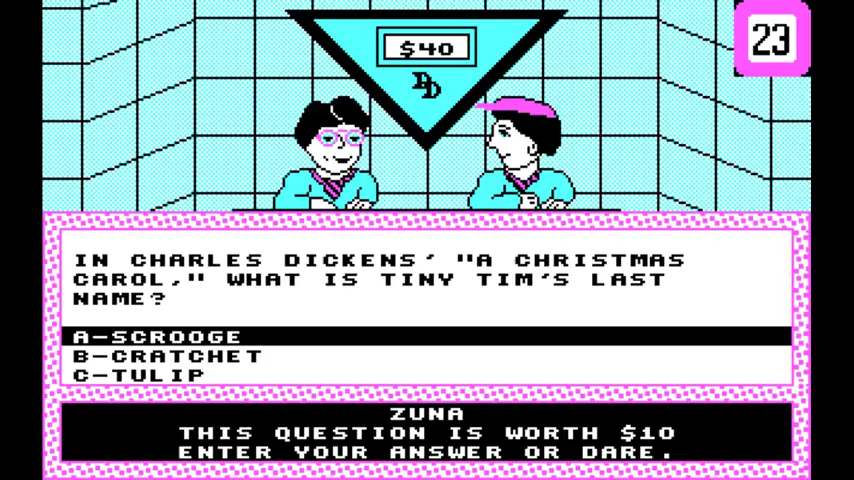 $40
DD
23
IN CHARLES DICKENS' "A CHRISTMAS
CAROL," WHAT IS TINY TIM'S LAST
NAME?
A-SCROOGE
B-CRATCHET
C-TULIP
ZUNA
THIS QUESTION IS WORTH $10
ENTER YOUR ANSWER OR DARE.